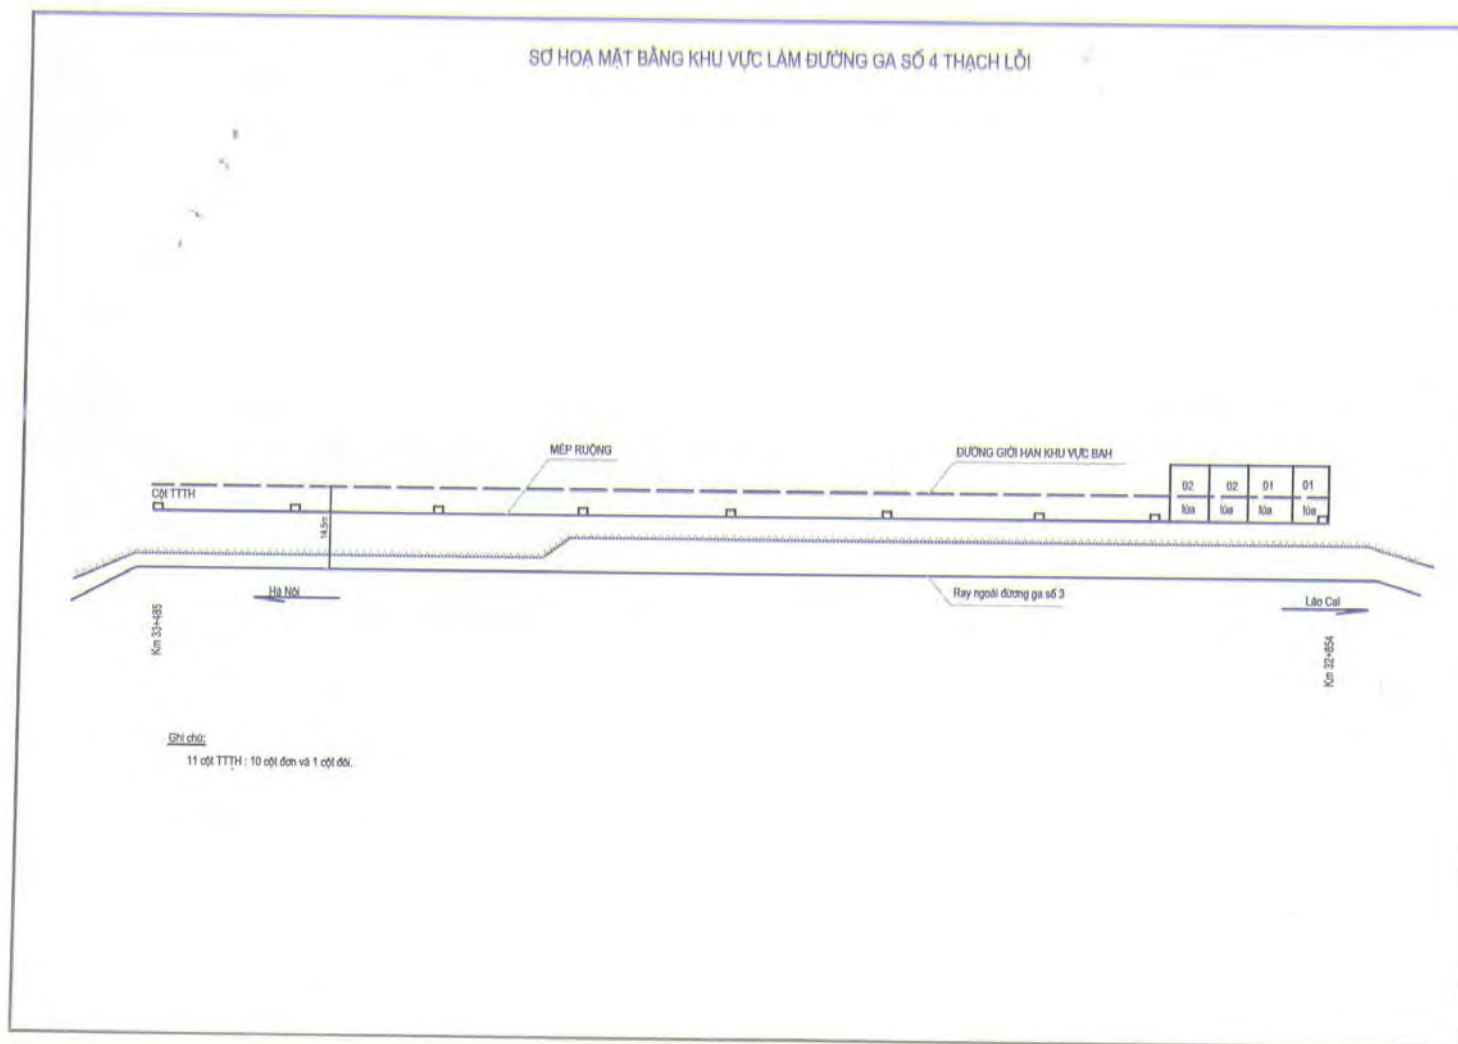 SƠ HOẠ MẶT BẰNG KHU VỰC LÀM ĐƯỜNG GA SỐ 4 THẠCH LỖI
MÉP RUỘNG
ĐƯỜNG GIỚI HẠN KHU VỰC BAH
Cột TTTH
02 02 01 01
lúa lúa lúa lúa
14.5m
Hà Nội
Ray ngoài đường ga số 3
Lào Cai
Km 33+485
Km 32+854
Ghi chú:
11 cột TTTH : 10 cột đơn và 1 cột đôi.